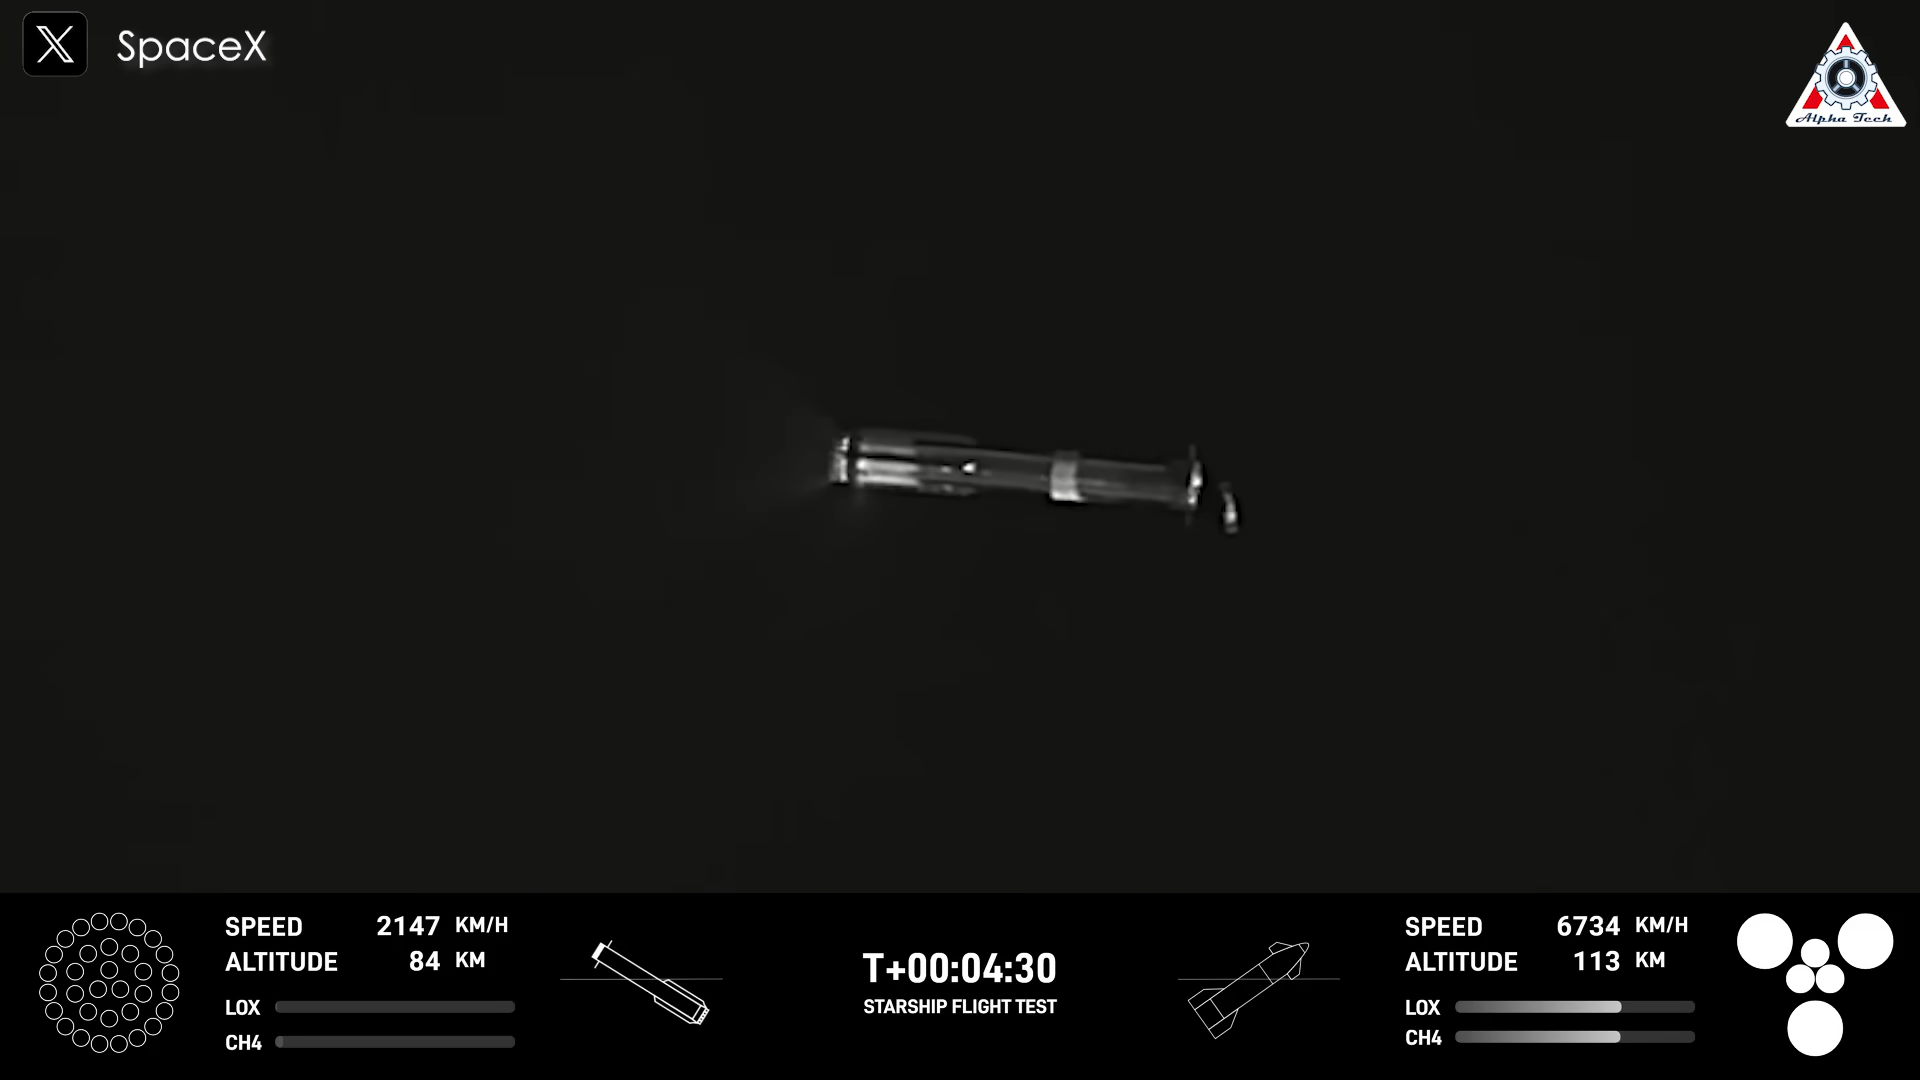 X SpaceX
Alpha Tech
SPEED 2147 KM/H
ALTITUDE 84 KM
LOX
CH4
T+00:04:30
STARSHIP FLIGHT TEST
SPEED 6734 KM/H
ALTITUDE 113 KM
LOX
CH4